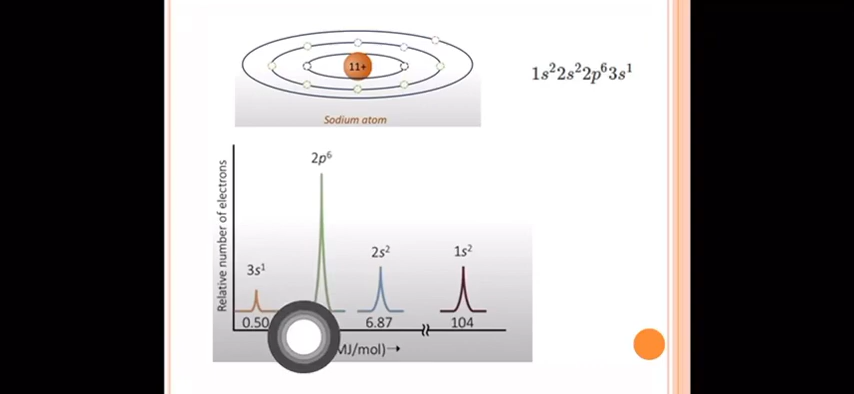 11+
1s²2s²2p⁶3s¹
Sodium atom
Relative number of electrons
2p⁶
3s¹
2s²
1s²
0.50
6.87
104
MJ/mol)→